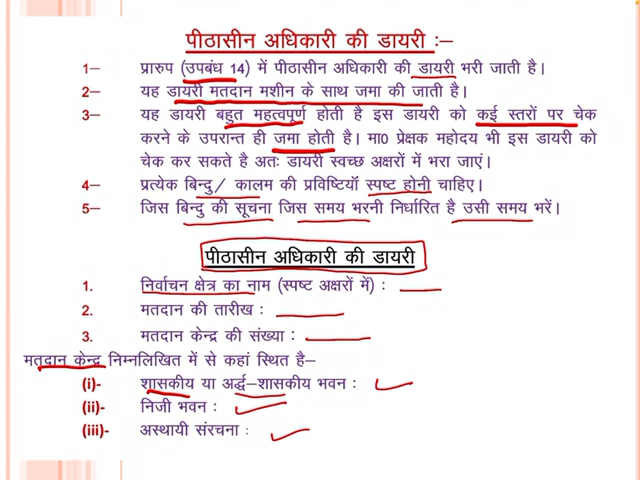 पीठासीन अधिकारी की डायरी :–
1– प्रारुप (उपबंध 14) में पीठासीन अधिकारी की डायरी भरी जाती है।
2– यह डायरी मतदान मशीन के साथ जमा की जाती है।
3– यह डायरी बहुत महत्वपूर्ण होती है इस डायरी को कई स्तरों पर चेक
करने के उपरान्त ही जमा होती है। मा0 प्रेक्षक महोदय भी इस डायरी को
चेक कर सकते है अतः डायरी स्वच्छ अक्षरों में भरा जाएं।
4– प्रत्येक बिन्दु/ कालम की प्रविष्टियॉ स्पष्ट होनी चाहिए।
5– जिस बिन्दु की सूचना जिस समय भरनी निर्धारित है उसी समय भरें।
पीठासीन अधिकारी की डायरी
1. निर्वाचन क्षेत्र का नाम (स्पष्ट अक्षरों में) :
2. मतदान की तारीख :
3. मतदान केन्द्र की संख्या :
मतदान केन्द्र निम्नलिखित में से कहां स्थित है–
(i)- शासकीय या अर्द्ध–शासकीय भवन :
(ii)- निजी भवन :
(iii)- अस्थायी संरचना :